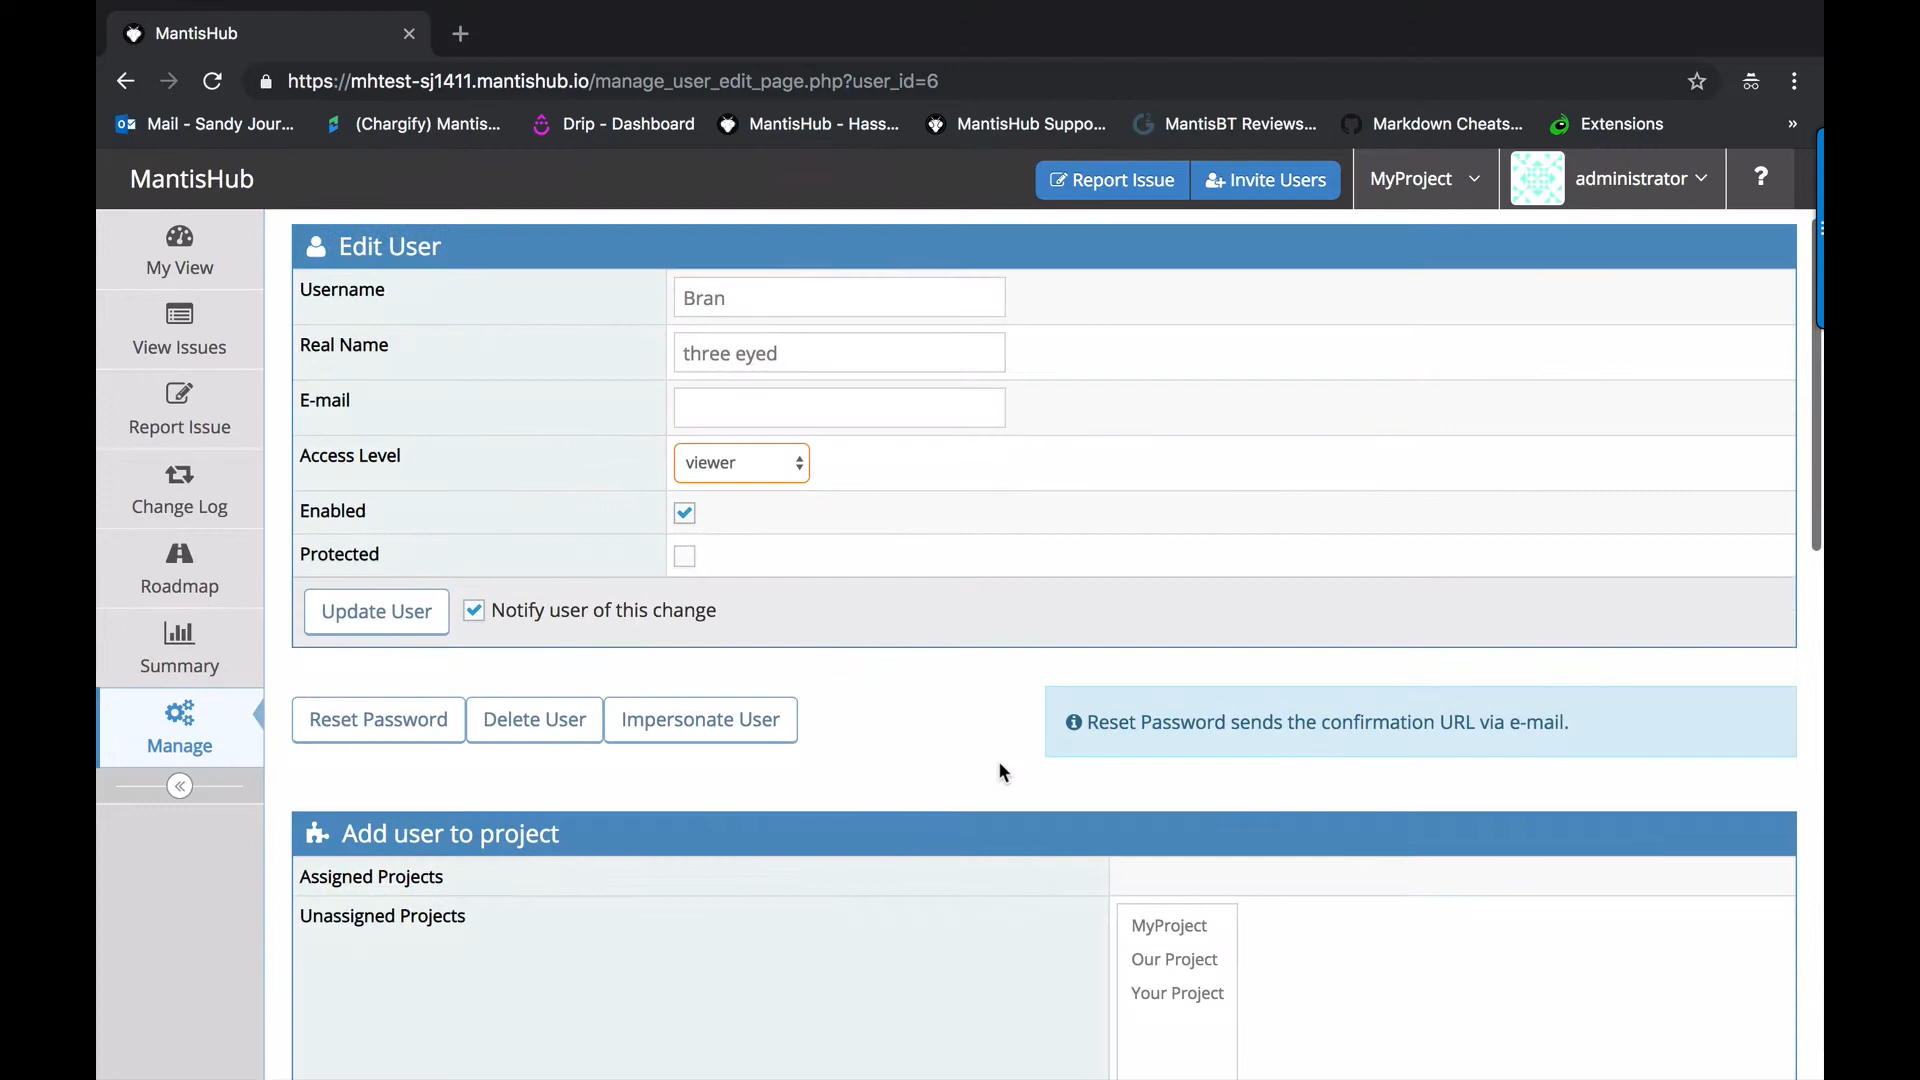 MantisHub
https://mhtest-sj1411.mantishub.io/manage_user_edit_page.php?user_id=6
Mail - Sandy Jour... (Chargify) Mantis... Drip - Dashboard MantisHub - Hass... MantisHub Suppo... MantisBT Reviews... Markdown Cheats... Extensions »
MantisHub Report Issue Invite Users MyProject administrator ?
My View
View Issues
Report Issue
Change Log
Roadmap
Summary
Manage
Edit User
Username Bran
Real Name three eyed
E-mail
Access Level viewer
Enabled
Protected
Update User Notify user of this change
Reset Password Delete User Impersonate User
Reset Password sends the confirmation URL via e-mail.
Add user to project
Assigned Projects
Unassigned Projects
MyProject
Our Project
Your Project